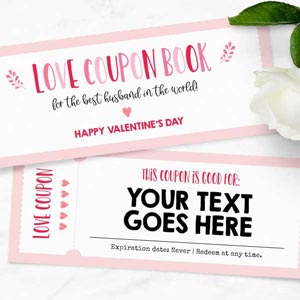 LOVE COUPON BOOK
for the best husband in the world!
HAPPY VALENTINE'S DAY
LOVE COUPON
THIS COUPON IS GOOD FOR:
YOUR TEXT
GOES HERE
Expiration date: Never | Redeem at any time.